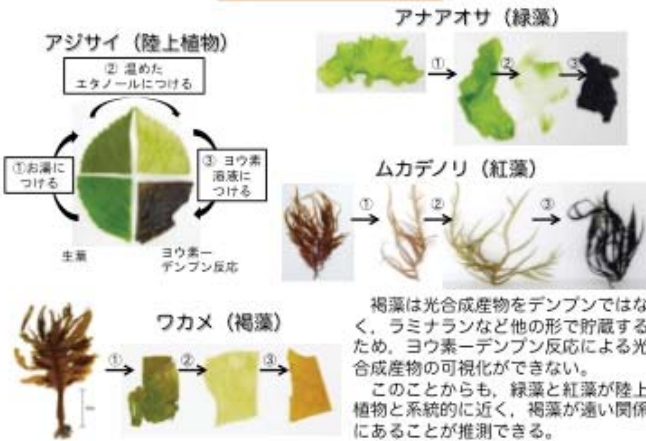 アジサイ（陸上植物）
② 温めた
エタノールにつける
①お湯に
つける
③ ヨウ素
溶液に
つける
生葉
ヨウ素ー
デンプン反応
アナアオサ（緑藻）
① ② ③
ムカデノリ（紅藻）
① ② ③
ワカメ（褐藻）
① ② ③
褐藻は光合成産物をデンプンではな
く，ラミナランなど他の形で貯蔵する
ため，ヨウ素ーデンプン反応による光
合成産物の可視化ができない。
このことからも，緑藻と紅藻が陸上
植物と系統的に近く，褐藻が遠い関係
にあることが推測できる。